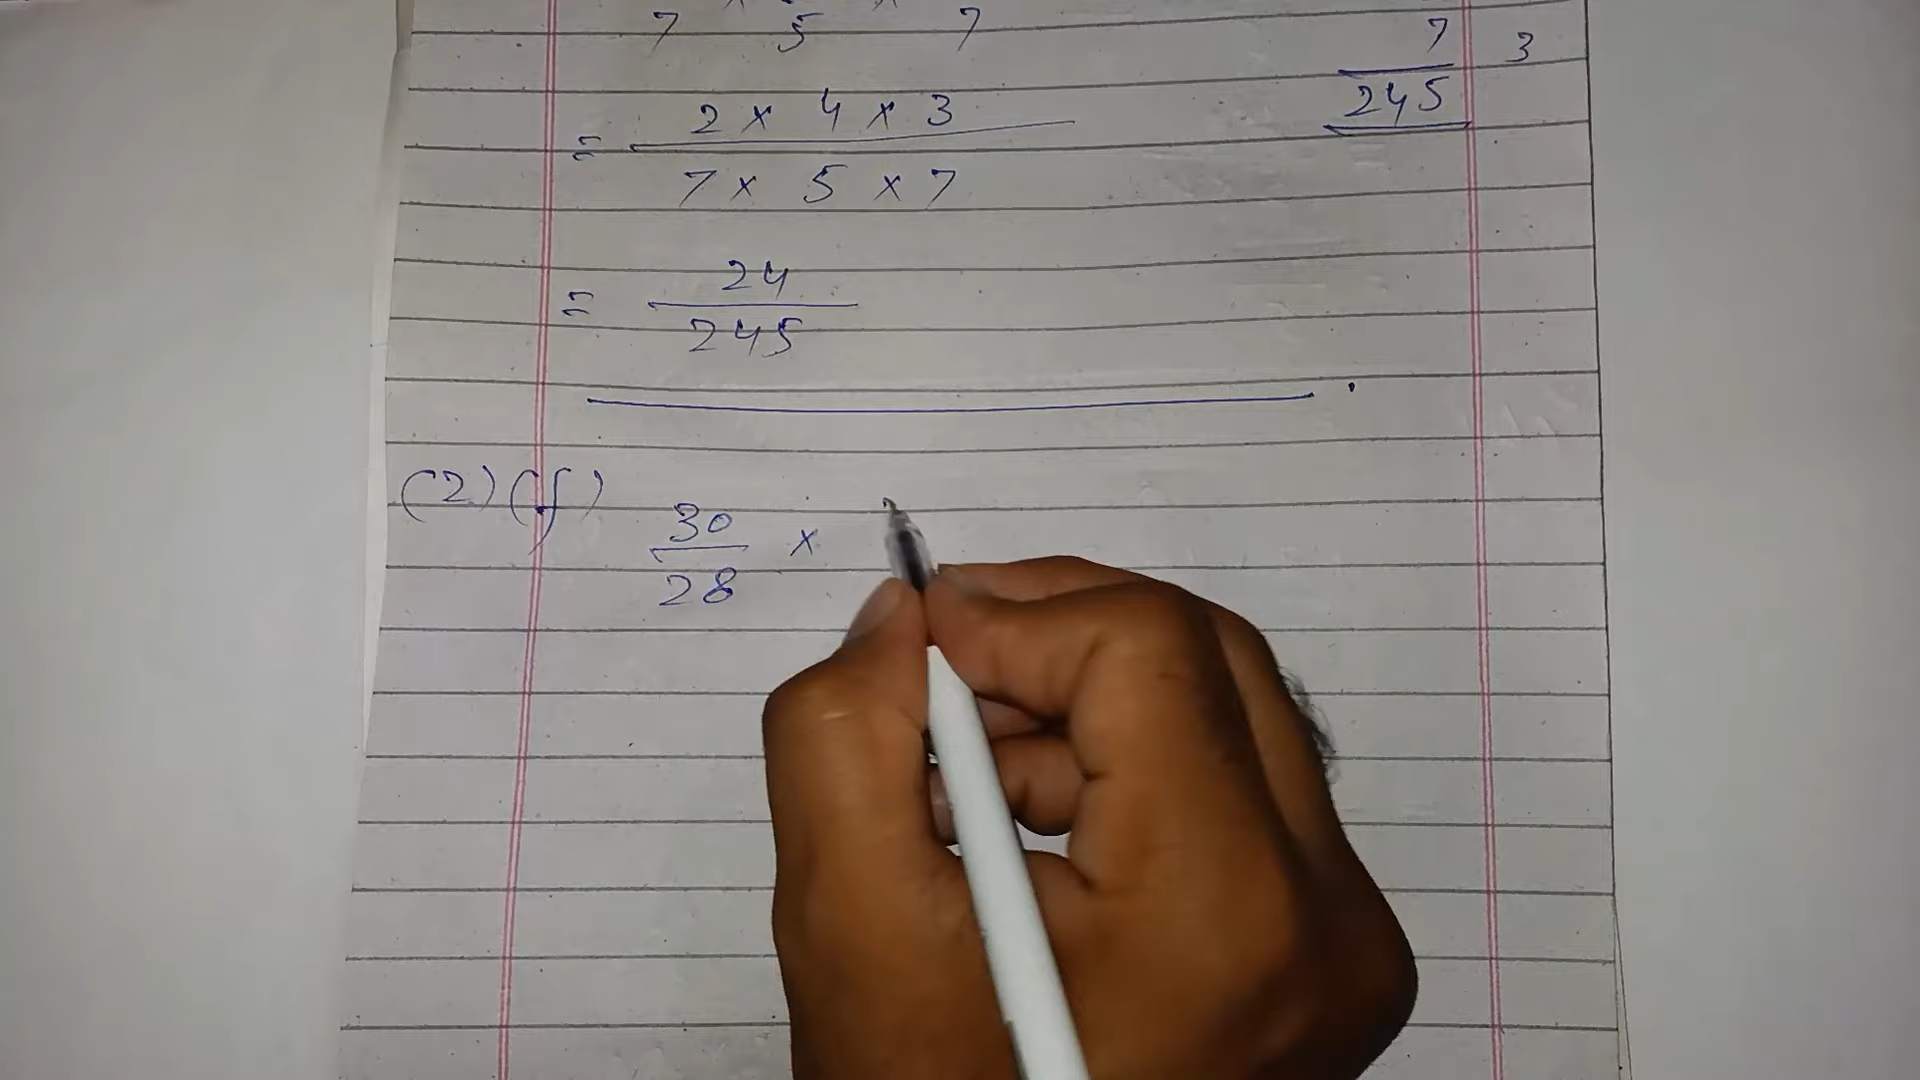 7 × 5 × 7
7 3
245
= 2 × 4 × 3
7 × 5 × 7
= 24
245
(2) (f) 30 ×
28